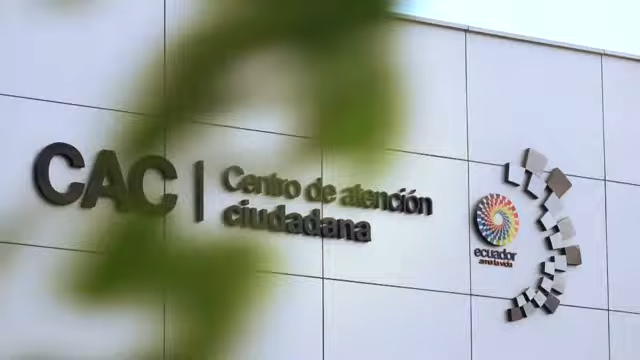 CAC | Centro de atención
ciudadana
ecuador
ama la vida